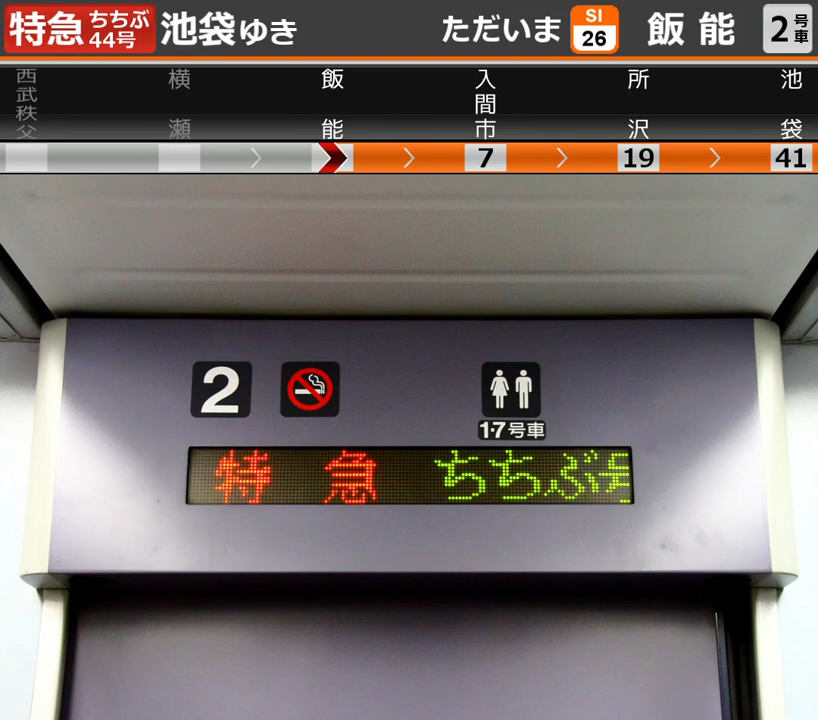 特急 ちちぶ44号 池袋ゆき ただいま SI 26 飯能 2号車
西武秩父 横瀬 飯能 入間市 所沢 池袋
7 19 41
2
1・7号車
特急 ちちぶ号